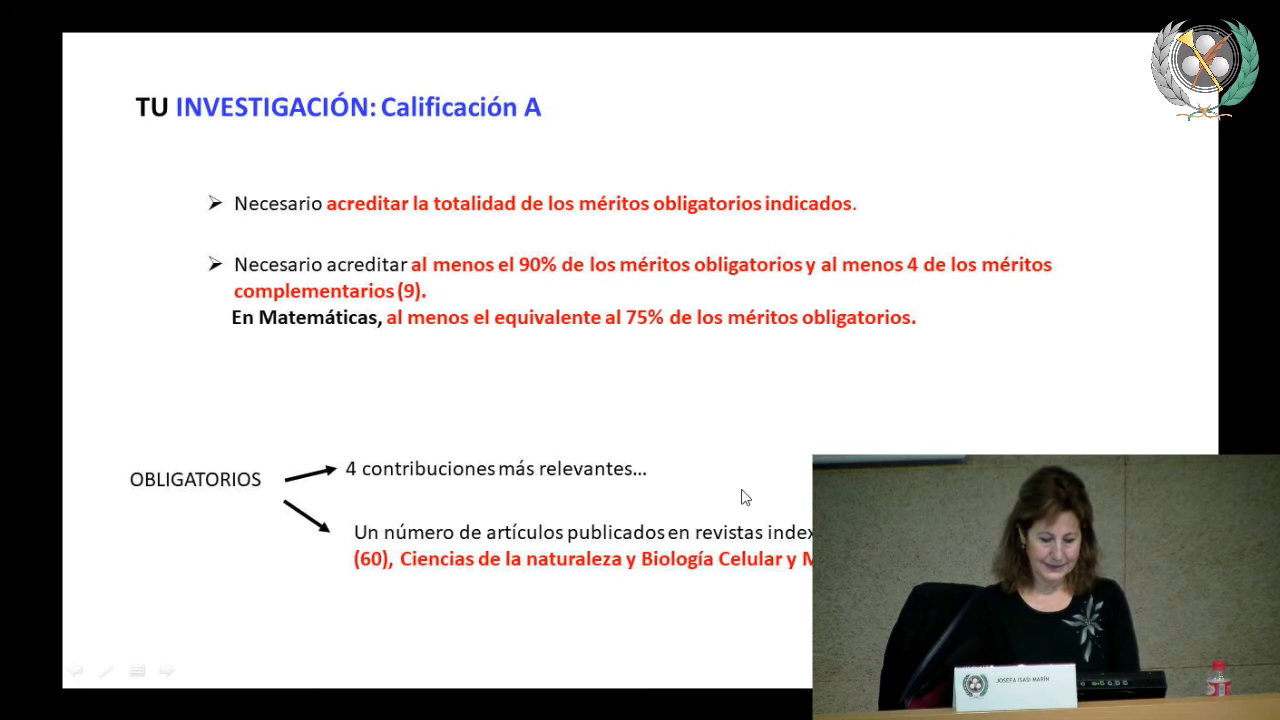 TU INVESTIGACIÓN: Calificación A
➢ Necesario acreditar la totalidad de los méritos obligatorios indicados.
➢ Necesario acreditar al menos el 90% de los méritos obligatorios y al menos 4 de los méritos
complementarios (9).
En Matemáticas, al menos el equivalente al 75% de los méritos obligatorios.
4 contribuciones más relevantes...
OBLIGATORIOS
Un número de artículos publicados en revistas index
(60), Ciencias de la naturaleza y Biología Celular y M
JOSEFA ISASI MARÍN